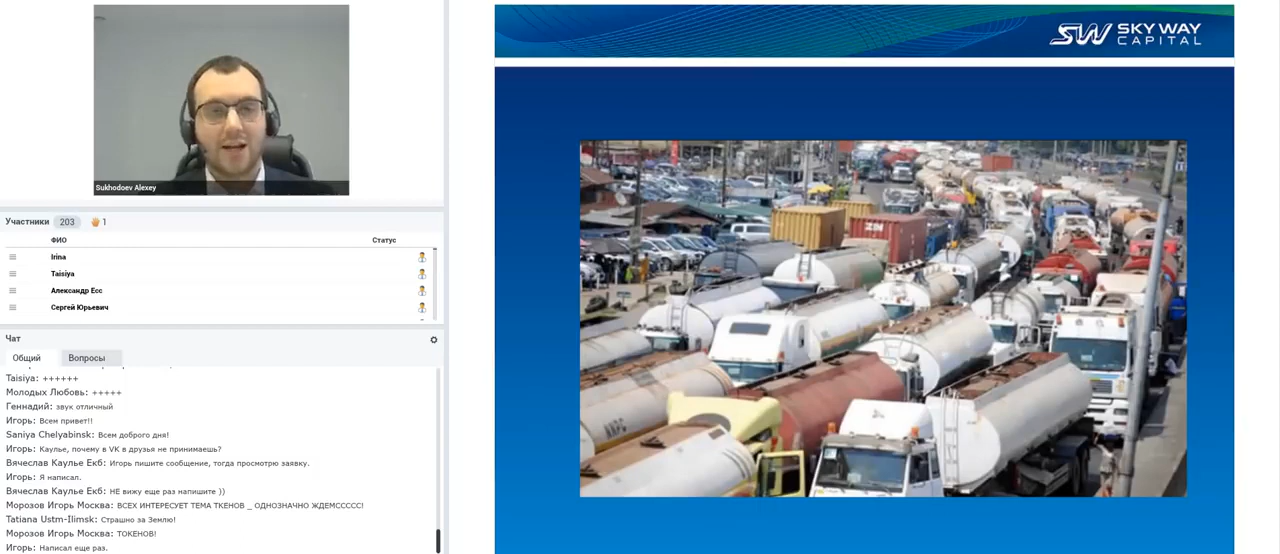 Sukhodoev Alexey
Участники 203 1
ФИО Статус
Irina
Taisiya
Александр Есс
Сергей Юрьевич
Чат
Общий Вопросы
Taisiya: ++++++
Молодых Любовь: +++++
Геннадий: звук отличный
Игорь: Всем привет!!
Saniya Chelyabinsk: Всем доброго дня!
Игорь: Каулье, почему в VK в друзья не принимаешь?
Вячеслав Каулье Екб: Игорь пишите сообщение, тогда просмотрю заявку.
Игорь: Я написал.
Вячеслав Каулье Екб: НЕ вижу еще раз напишите ))
Морозов Игорь Москва: ВСЕХ ИНТЕРЕСУЕТ ТЕМА ТКЕНОВ _ ОДНОЗНАЧНО ЖДЕМСССС!
Tatiana Ustm-Ilimsk: Страшно за Землю!
Морозов Игорь Москва: ТОКЕНОВ!
Игорь: Написал еще раз.
SW SKY WAY
CAPITAL
ZIM